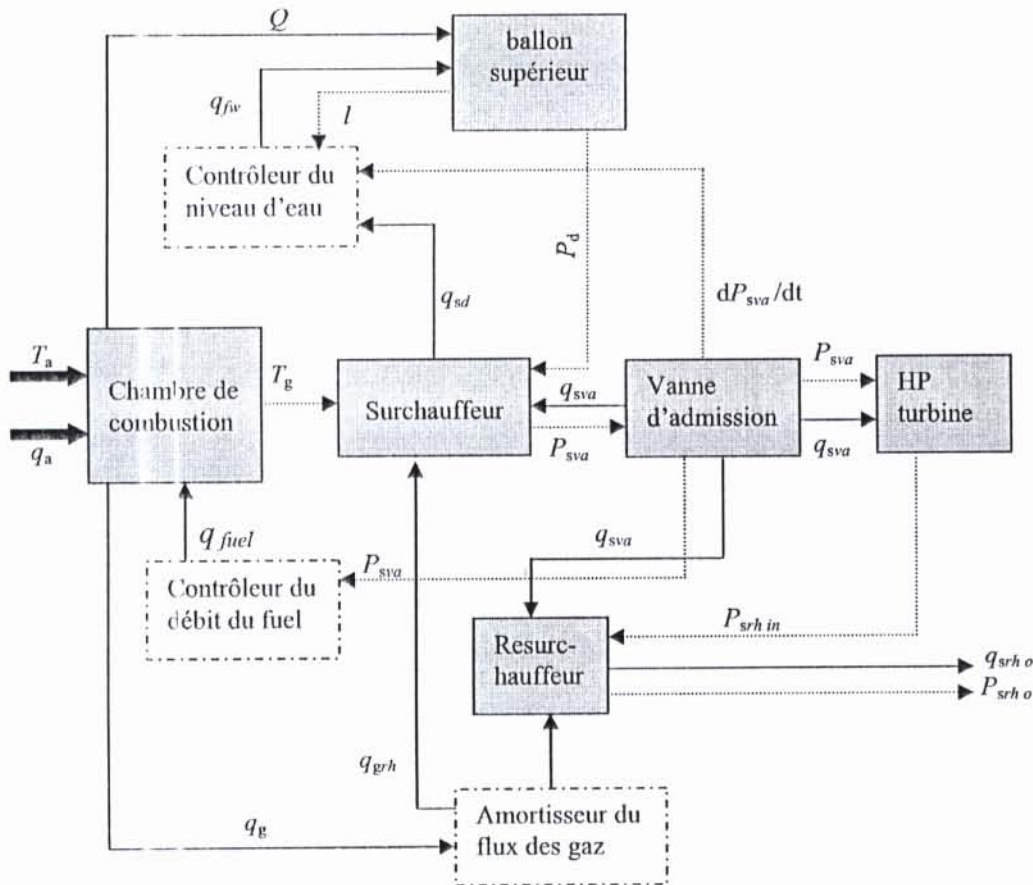 Q
ballon
supérieur
q_fw
l
Contrôleur du
niveau d'eau
P_d
q_sd
dP_sva/dt
T_a
Chambre de
combustion
q_a
T_g
Surchauffeur
q_sva
P_sva
Vanne
d'admission
P_sva
q_sva
HP
turbine
q_fuel
Contrôleur du
débit du fuel
P_sva
q_sva
P_srh in
Resurc-
hauffeur
q_srh o
P_srh o
q_grh
q_g
Amortisseur du
flux des gaz